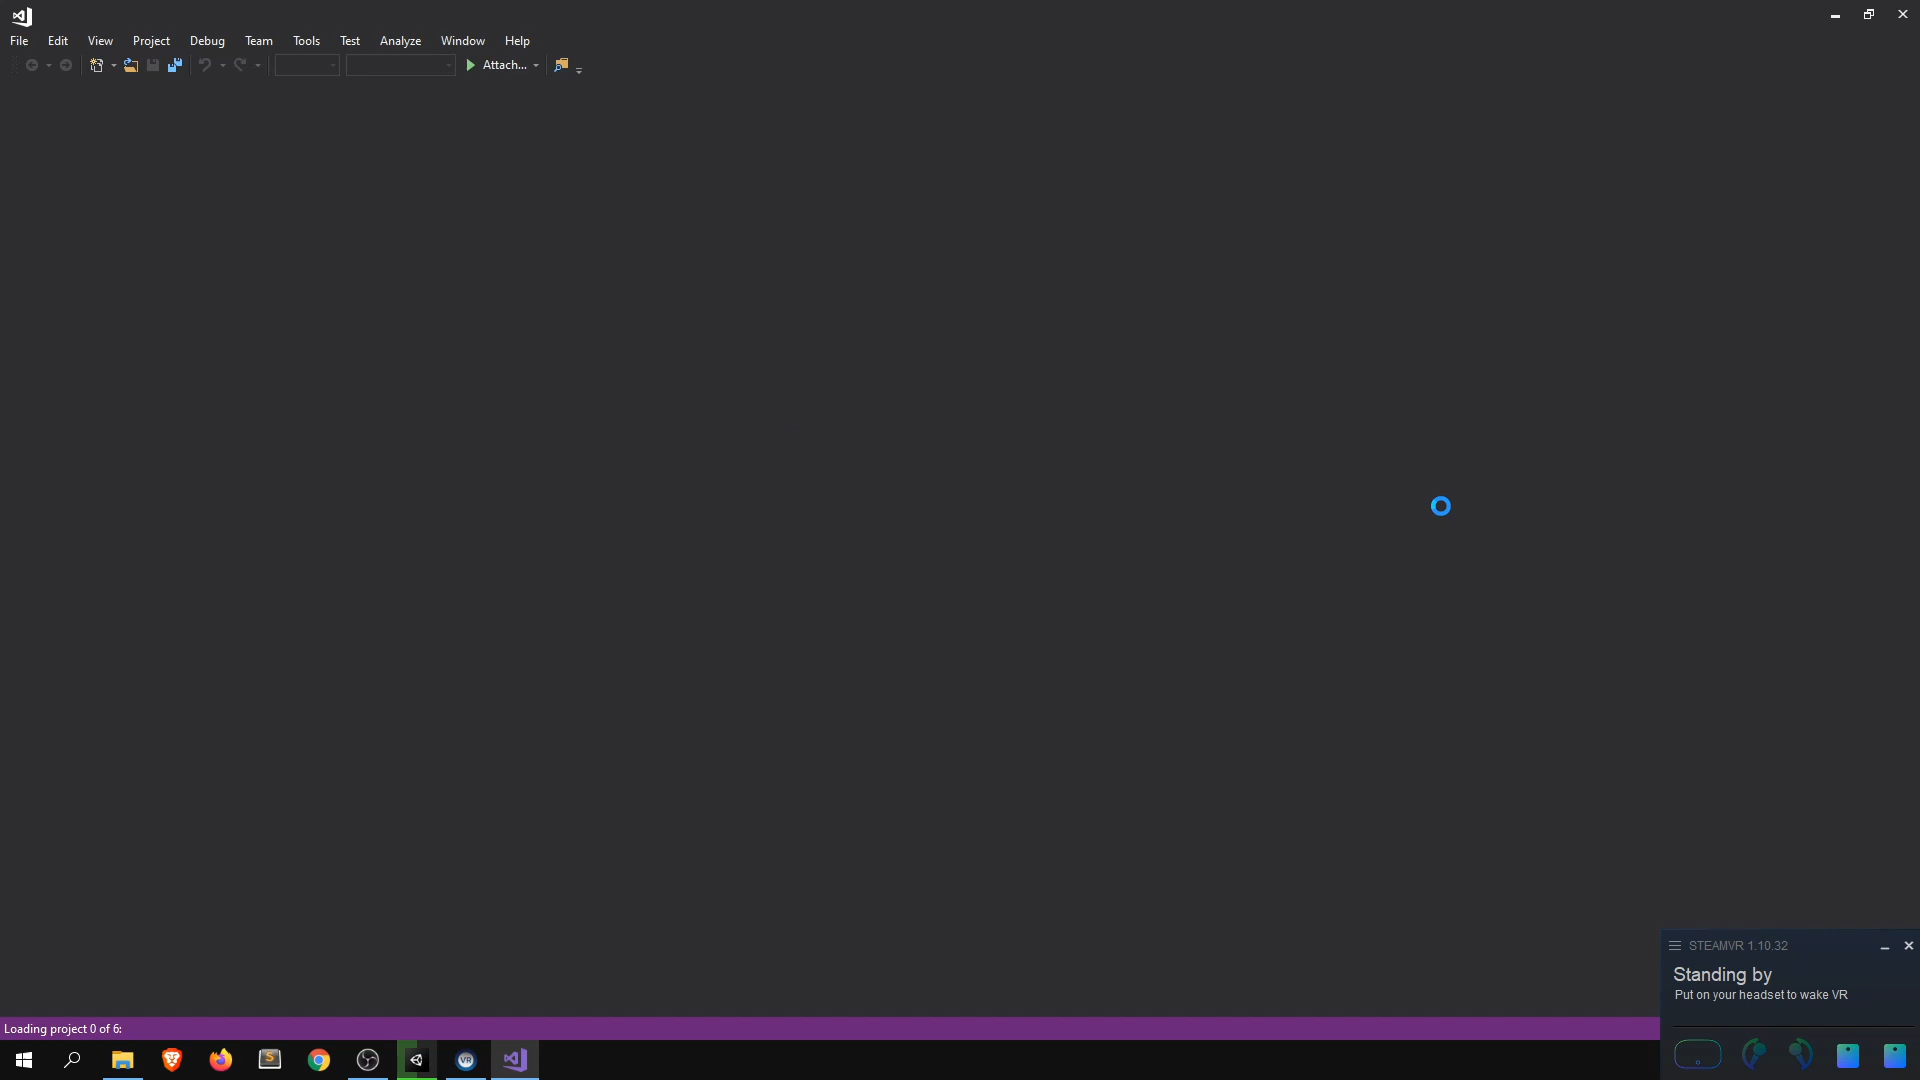 File Edit View Project Debug Team Tools Test Analyze Window Help
Attach...
STEAMVR 1.10.32
Standing by
Put on your headset to wake VR
Loading project 0 of 6:
S
VR